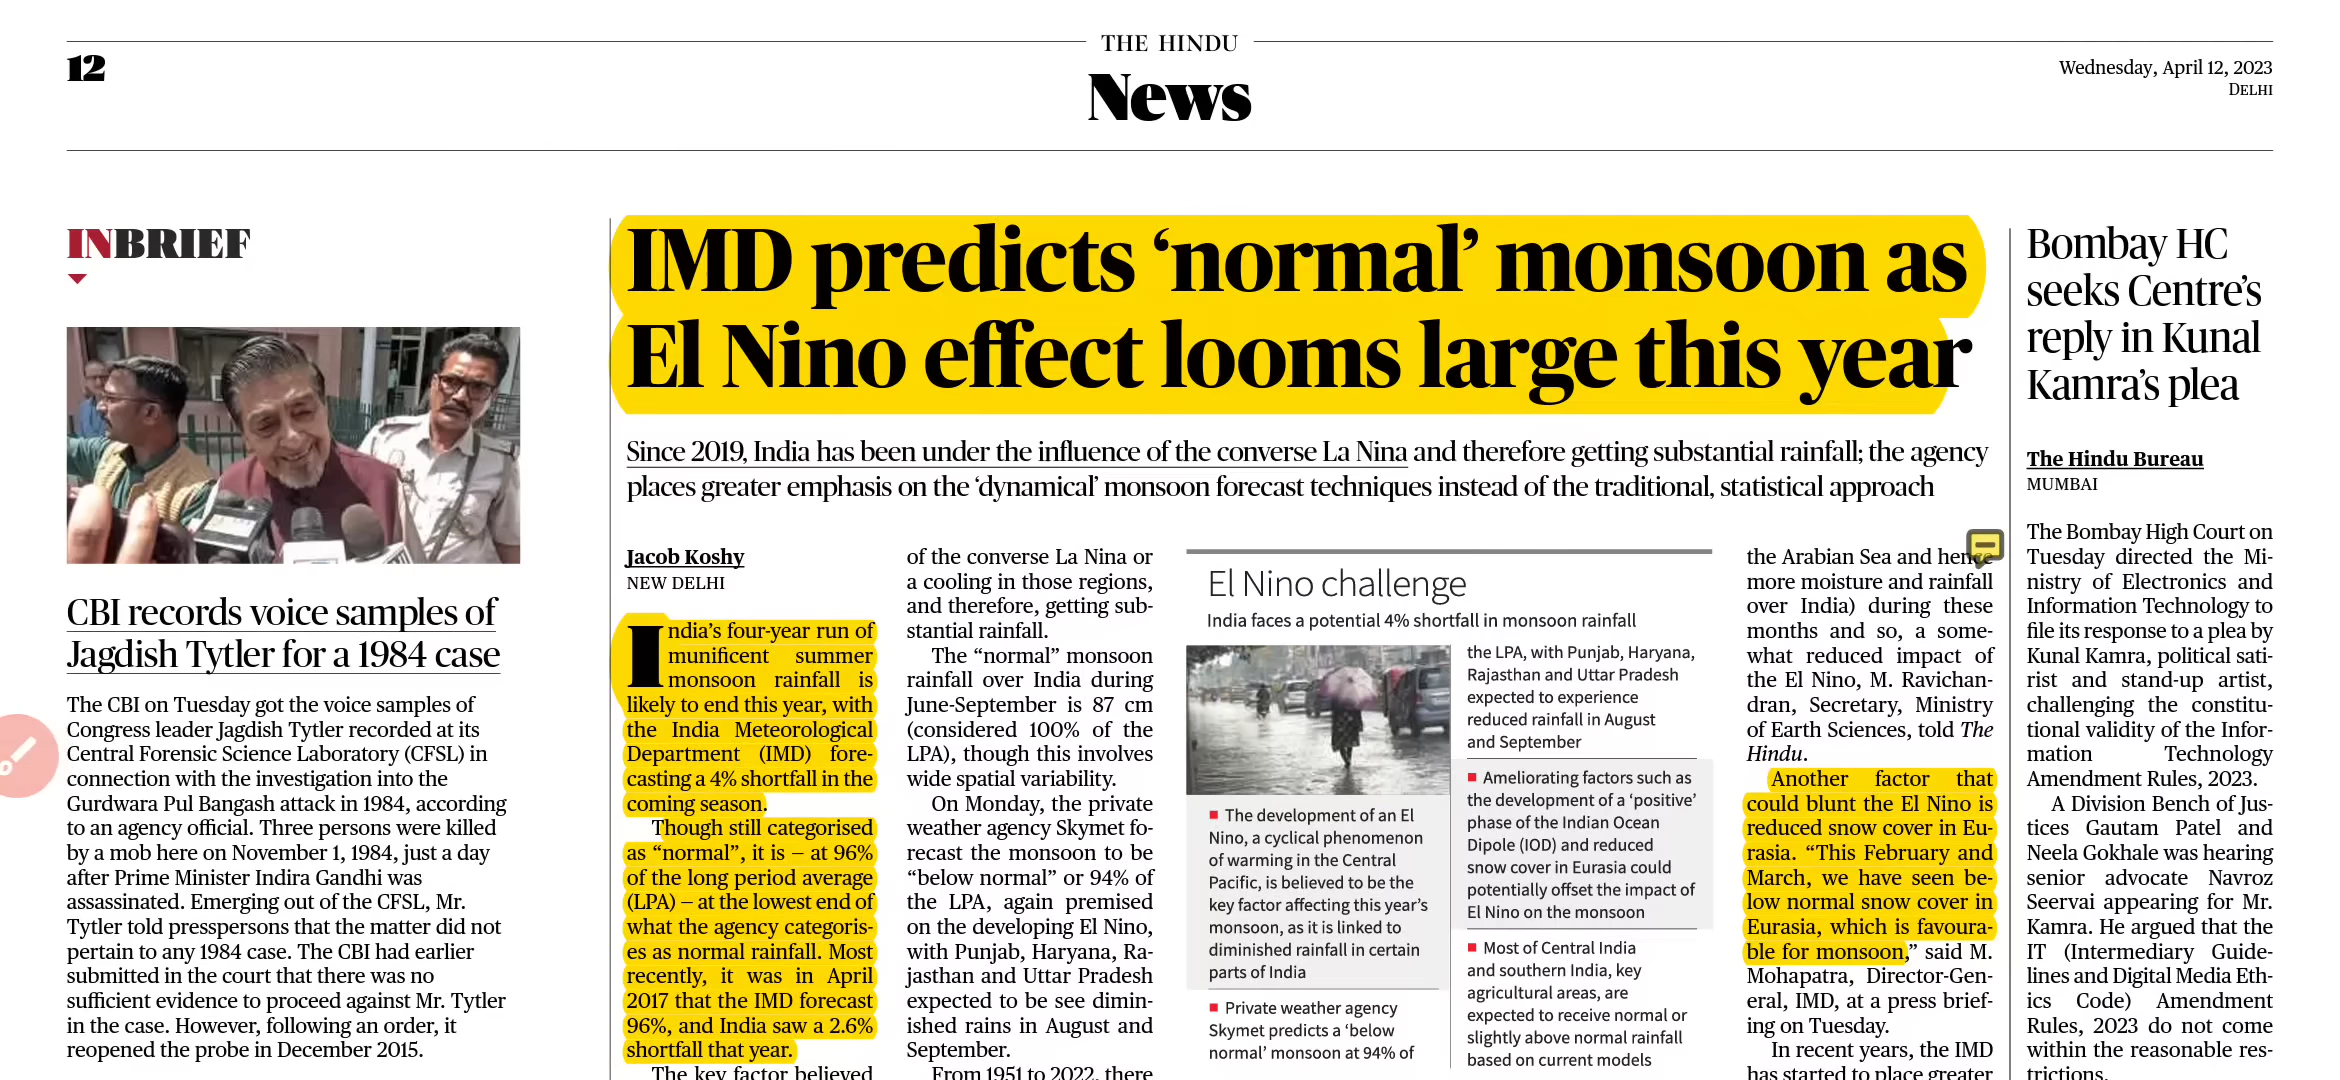 THE HINDU
12
News
Wednesday, April 12, 2023
DELHI
INBRIEF
CBI records voice samples of
Jagdish Tytler for a 1984 case
The CBI on Tuesday got the voice samples of
Congress leader Jagdish Tytler recorded at its
Central Forensic Science Laboratory (CFSL) in
connection with the investigation into the
Gurdwara Pul Bangash attack in 1984, according
to an agency official. Three persons were killed
by a mob here on November 1, 1984, just a day
after Prime Minister Indira Gandhi was
assassinated. Emerging out of the CFSL, Mr.
Tytler told presspersons that the matter did not
pertain to any 1984 case. The CBI had earlier
submitted in the court that there was no
sufficient evidence to proceed against Mr. Tytler
in the case. However, following an order, it
reopened the probe in December 2015.
IMD predicts ‘normal’ monsoon as
El Nino effect looms large this year
Since 2019, India has been under the influence of the converse La Nina and therefore getting substantial rainfall; the agency
places greater emphasis on the ‘dynamical’ monsoon forecast techniques instead of the traditional, statistical approach
Jacob Koshy
NEW DELHI
India’s four-year run of
munificent summer
monsoon rainfall is
likely to end this year, with
the India Meteorological
Department (IMD) fore-
casting a 4% shortfall in the
coming season.
Though still categorised
as “normal”, it is – at 96%
of the long period average
(LPA) – at the lowest end of
what the agency categoris-
es as normal rainfall. Most
recently, it was in April
2017 that the IMD forecast
96%, and India saw a 2.6%
shortfall that year.
The key factor believed
of the converse La Nina or
a cooling in those regions,
and therefore, getting sub-
stantial rainfall.
The “normal” monsoon
rainfall over India during
June-September is 87 cm
(considered 100% of the
LPA), though this involves
wide spatial variability.
On Monday, the private
weather agency Skymet fo-
recast the monsoon to be
“below normal” or 94% of
the LPA, again premised
on the developing El Nino,
with Punjab, Haryana, Ra-
jasthan and Uttar Pradesh
expected to be see dimin-
ished rains in August and
September.
From 1951 to 2022, there
El Nino challenge
India faces a potential 4% shortfall in monsoon rainfall
The development of an El
Nino, a cyclical phenomenon
of warming in the Central
Pacific, is believed to be the
key factor affecting this year’s
monsoon, as it is linked to
diminished rainfall in certain
parts of India
Private weather agency
Skymet predicts a ‘below
normal’ monsoon at 94% of
the LPA, with Punjab, Haryana,
Rajasthan and Uttar Pradesh
expected to experience
reduced rainfall in August
and September
Ameliorating factors such as
the development of a ‘positive’
phase of the Indian Ocean
Dipole (IOD) and reduced
snow cover in Eurasia could
potentially offset the impact of
El Nino on the monsoon
Most of Central India
and southern India, key
agricultural areas, are
expected to receive normal or
slightly above normal rainfall
based on current models
the Arabian Sea and hence
more moisture and rainfall
over India) during these
months and so, a some-
what reduced impact of
the El Nino, M. Ravichan-
dran, Secretary, Ministry
of Earth Sciences, told The
Hindu.
Another factor that
could blunt the El Nino is
reduced snow cover in Eu-
rasia. “This February and
March, we have seen be-
low normal snow cover in
Eurasia, which is favoura-
ble for monsoon,” said M.
Mohapatra, Director-Gen-
eral, IMD, at a press brief-
ing on Tuesday.
In recent years, the IMD
has started to place greater
Bombay HC
seeks Centre’s
reply in Kunal
Kamra’s plea
The Hindu Bureau
MUMBAI
The Bombay High Court on
Tuesday directed the Mi-
nistry of Electronics and
Information Technology to
file its response to a plea by
Kunal Kamra, political sati-
rist and stand-up artist,
challenging the constitu-
tional validity of the Infor-
mation Technology
Amendment Rules, 2023.
A Division Bench of Jus-
tices Gautam Patel and
Neela Gokhale was hearing
senior advocate Navroz
Seervai appearing for Mr.
Kamra. He argued that the
IT (Intermediary Guide-
lines and Digital Media Eth-
ics Code) Amendment
Rules, 2023 do not come
within the reasonable res-
trictions.